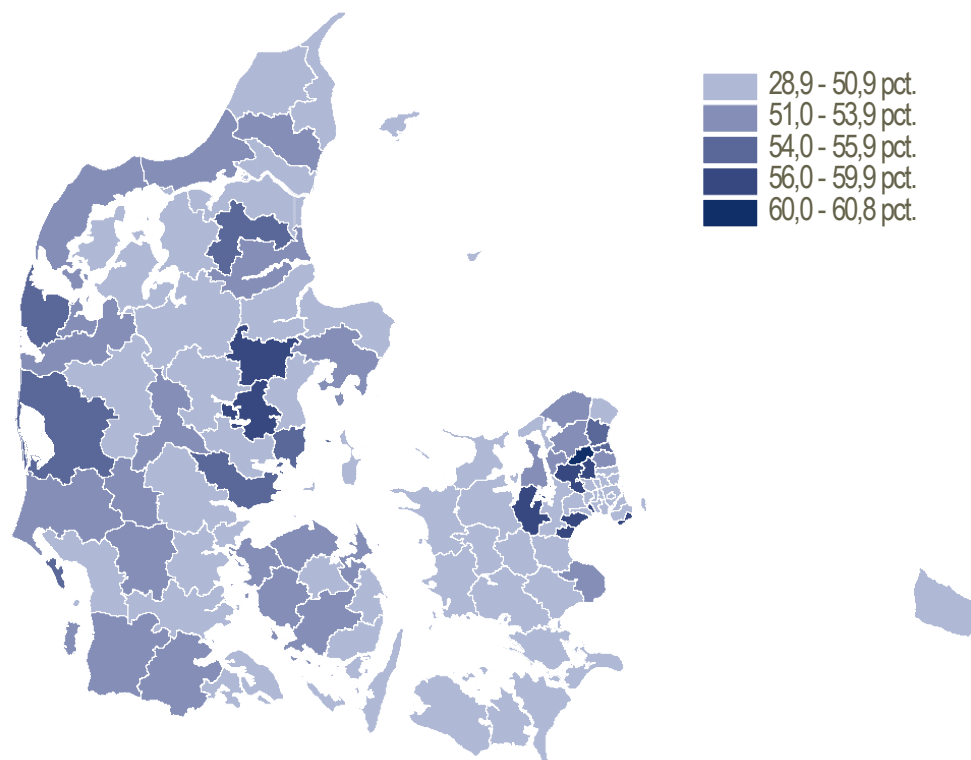 28,9 - 50,9 pct.
51,0 - 53,9 pct.
54,0 - 55,9 pct.
56,0 - 59,9 pct.
60,0 - 60,8 pct.